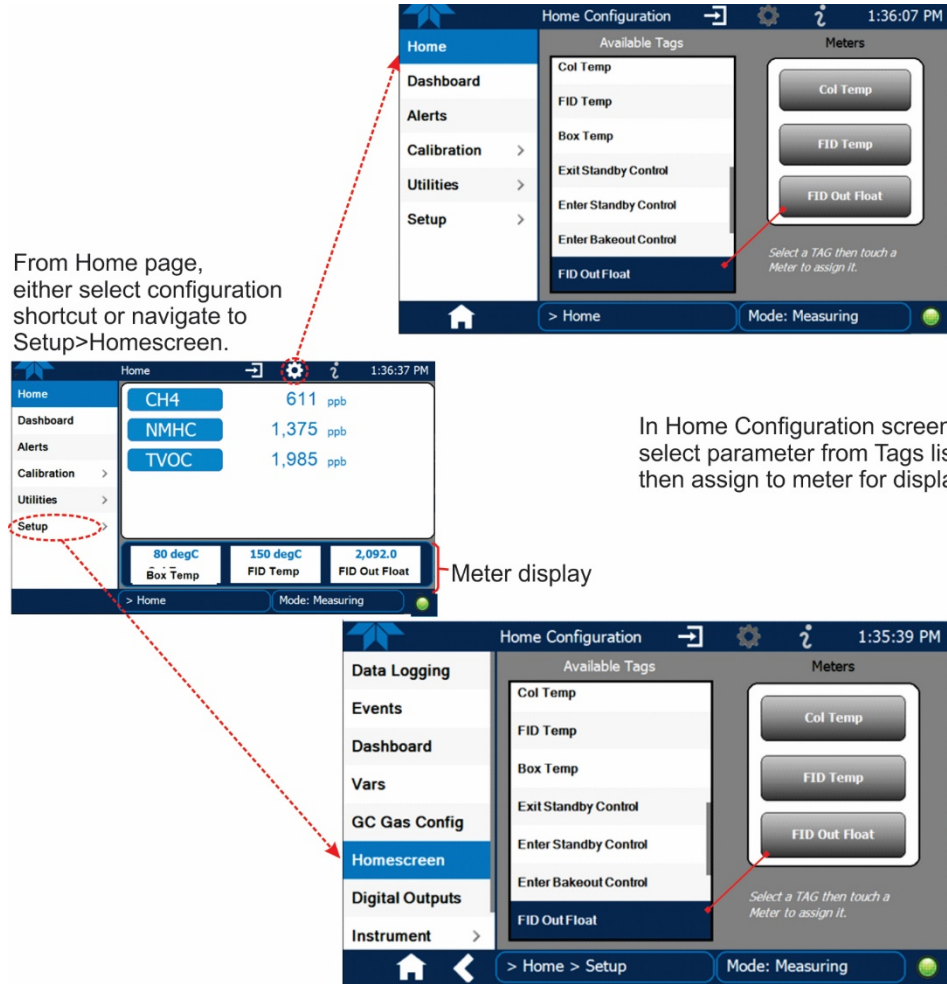 Home Configuration
1:36:07 PM
Home
Dashboard
Alerts
Calibration >
Utilities >
Setup >
Available Tags
Col Temp
FID Temp
Box Temp
Exit Standby Control
Enter Standby Control
Enter Bakeout Control
FID Out Float
Meters
Col Temp
FID Temp
FID Out Float
Select a TAG then touch a
Meter to assign it.
> Home
Mode: Measuring
From Home page,
either select configuration
shortcut or navigate to
Setup>Homescreen.
Home
1:36:37 PM
Home
Dashboard
Alerts
Calibration >
Utilities >
Setup >
CH4 611 ppb
NMHC 1,375 ppb
TVOC 1,985 ppb
80 degC
Box Temp
150 degC
FID Temp
2,092.0
FID Out Float
> Home
Mode: Measuring
Meter display
In Home Configuration screen
select parameter from Tags
then assign to meter for
Home Configuration
1:35:39 PM
Data Logging
Events
Dashboard
Vars
GC Gas Config
Homescreen
Digital Outputs
Instrument >
Available Tags
Col Temp
FID Temp
Box Temp
Exit Standby Control
Enter Standby Control
Enter Bakeout Control
FID Out Float
Meters
Col Temp
FID Temp
FID Out Float
Select a TAG then touch a
Meter to assign it.
> Home > Setup
Mode: Measuring